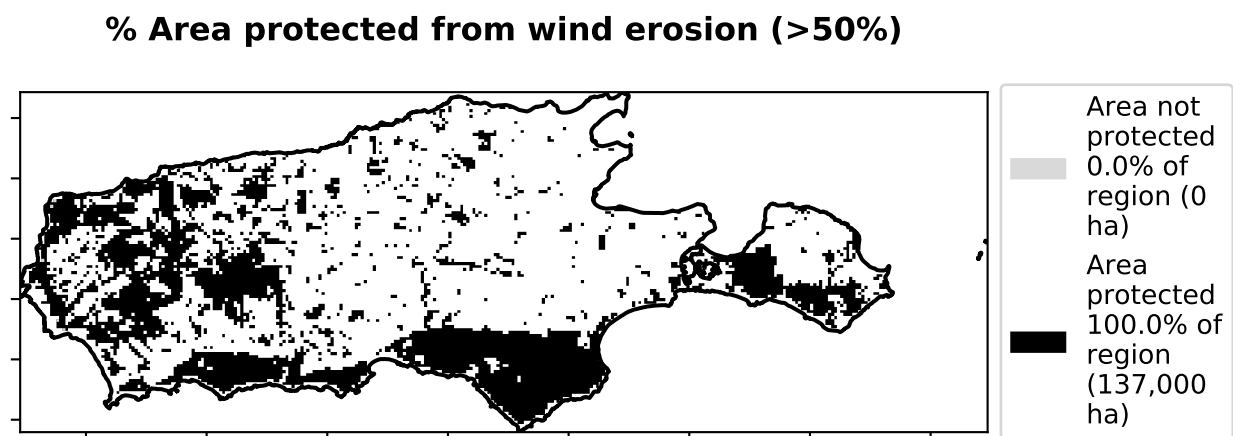 % Area protected from wind erosion (>50%)
Area not
protected
0.0% of
region (0
ha)
Area
protected
100.0% of
region
(137,000
ha)